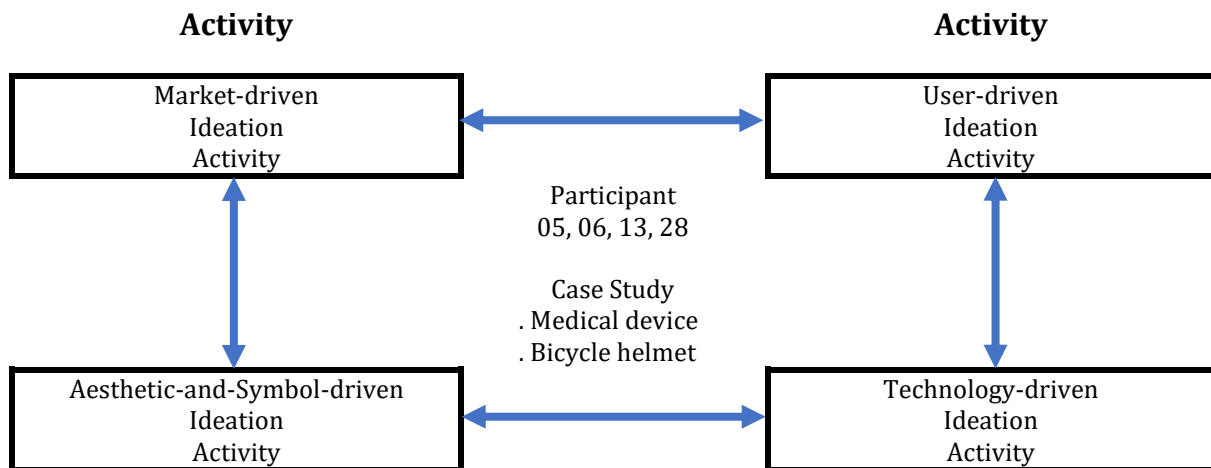 Activity
Activity
Market-driven
Ideation
Activity
User-driven
Ideation
Activity
Participant
05, 06, 13, 28
Case Study
. Medical device
. Bicycle helmet
Aesthetic-and-Symbol-driven
Ideation
Activity
Technology-driven
Ideation
Activity